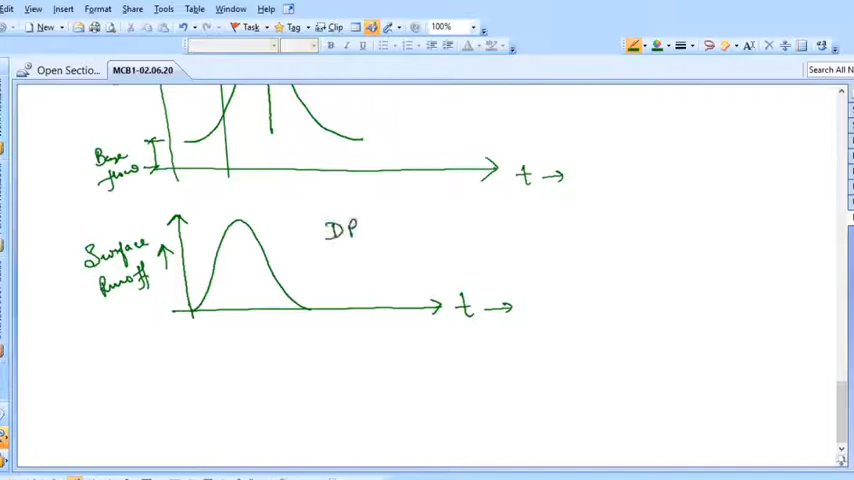 Edit View Insert Format Share Tools Table Window Help
New Task Tag Clip 100%
B I U A
Open Sectio... MCB1-02.06.20 Search All N
Base
flow
t →
Surface
Runoff
DP
t →